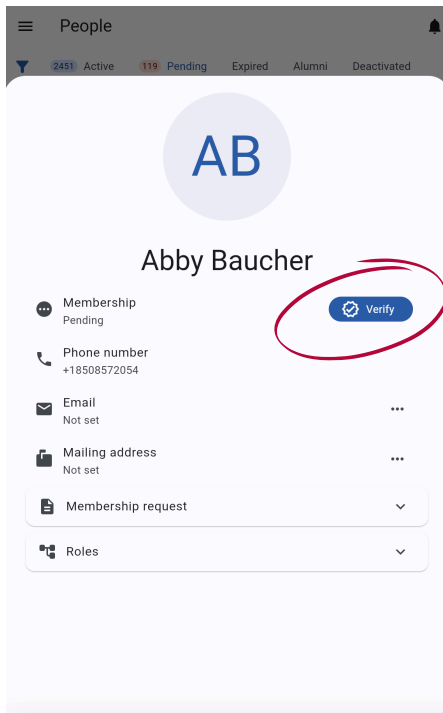 People
2451 Active 119 Pending Expired Alumni Deactivated
AB
Abby Baucher
Membership
Pending
Verify
Phone number
+18508572054
Email
Not set
Mailing address
Not set
Membership request
Roles